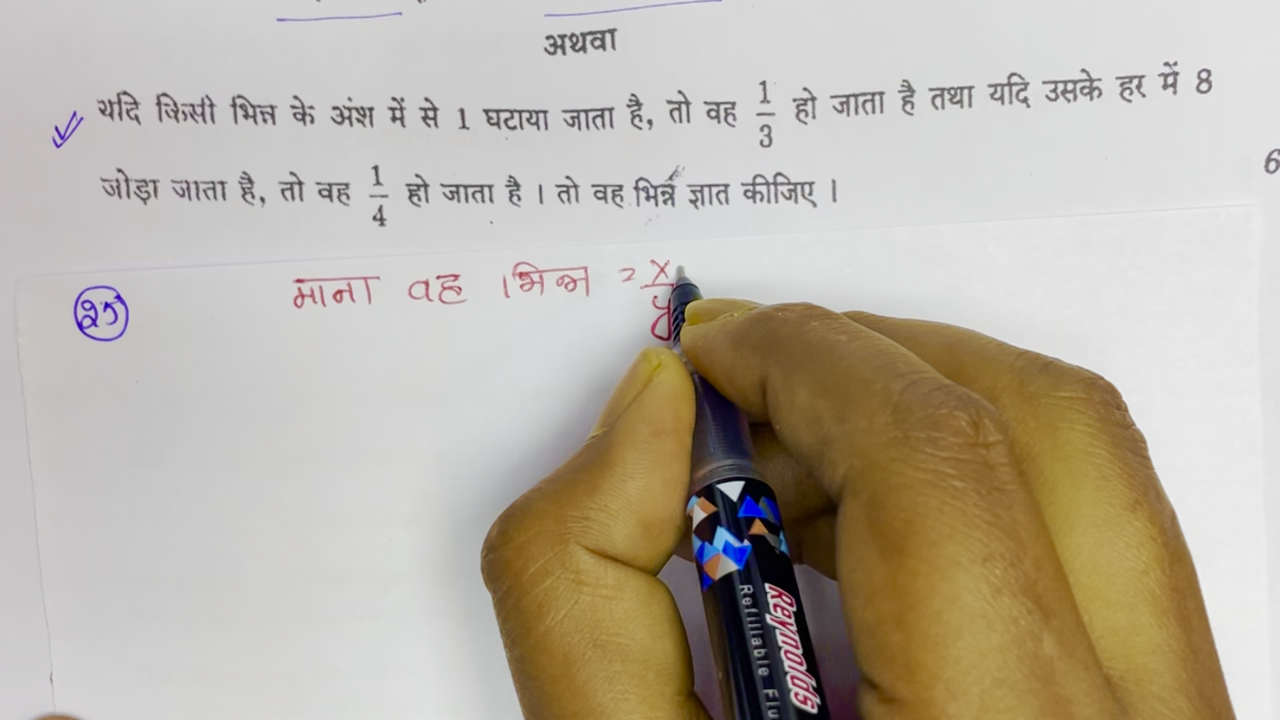 अथवा
यदि किसी भिन्न के अंश में से 1 घटाया जाता है, तो वह 1/3 हो जाता है तथा यदि उसके हर में 8
जोड़ा जाता है, तो वह 1/4 हो जाता है । तो वह भिन्न ज्ञात कीजिए ।
6
25 माना वह भिन्न = x/y
Reynolds
Refillable Flu